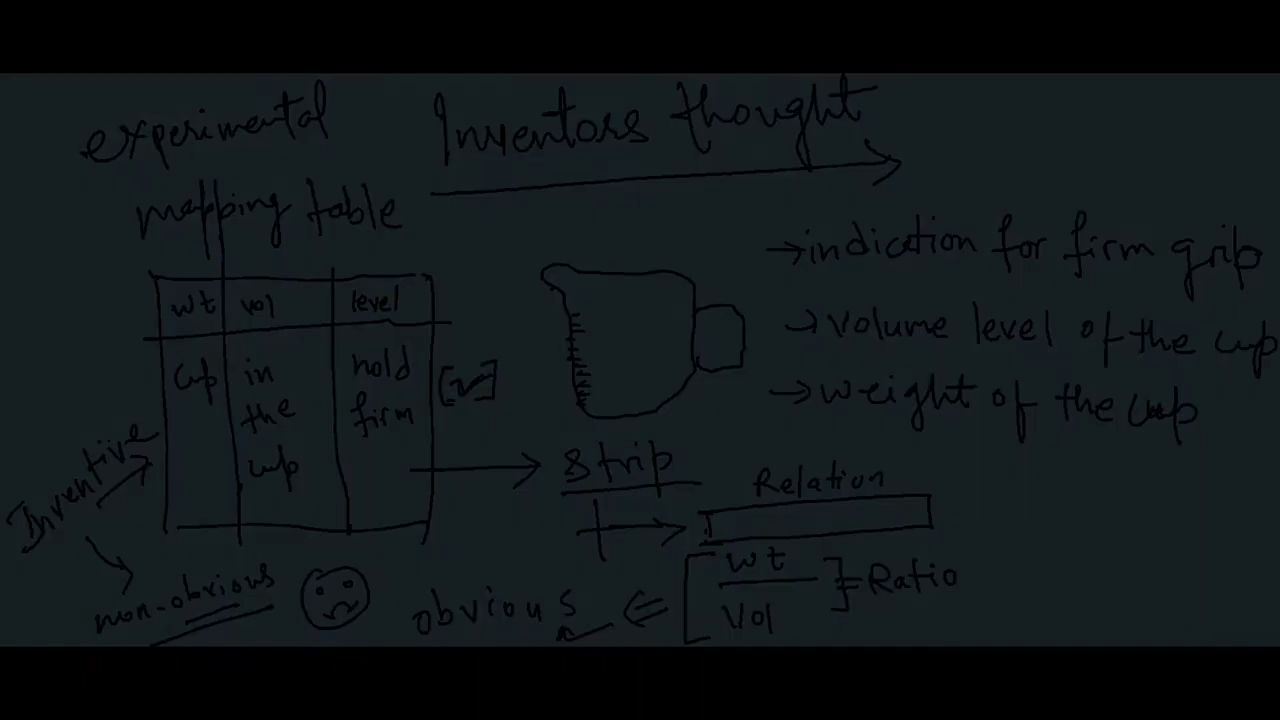 experimental
mapping table
Inventors thought
wt vol level
cup in the cup hold firm
[✓]
Inventive
non-obvious
→indication for firm grip
→volume level of the cup
→weight of the cup
strip
Relation
[wt/Vol]=Ratio
obvious